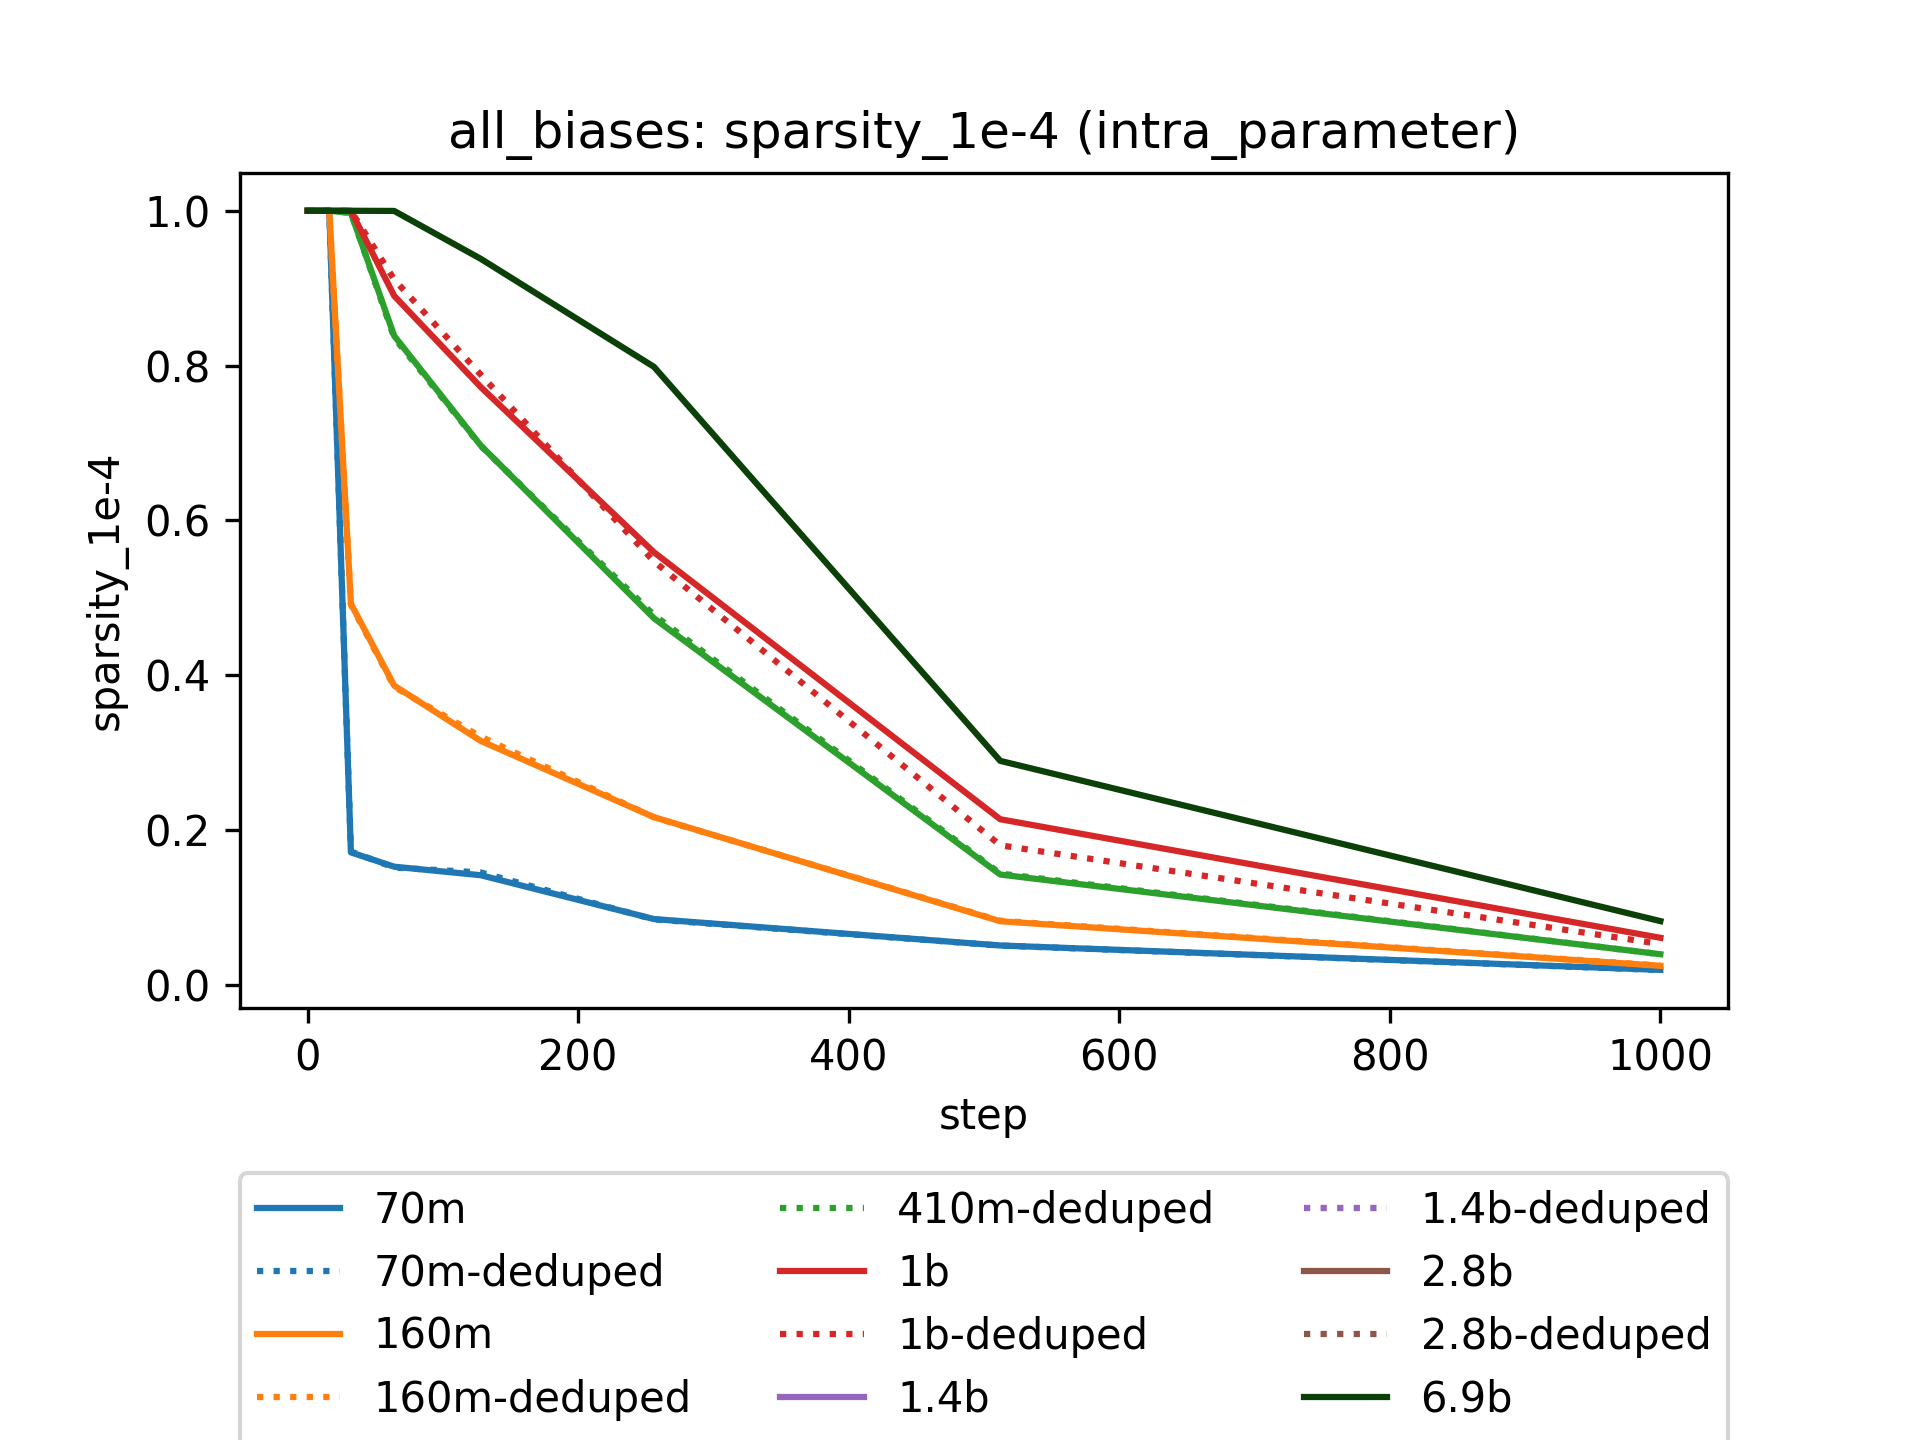 all_biases: sparsity_1e-4 (intra_parameter)
sparsity_1e-4
1.0
0.8
0.6
0.4
0.2
0.0
0 200 400 600 800 1000
step
70m 410m-deduped 1.4b-deduped
70m-deduped 1b 2.8b
160m 1b-deduped 2.8b-deduped
160m-deduped 1.4b 6.9b